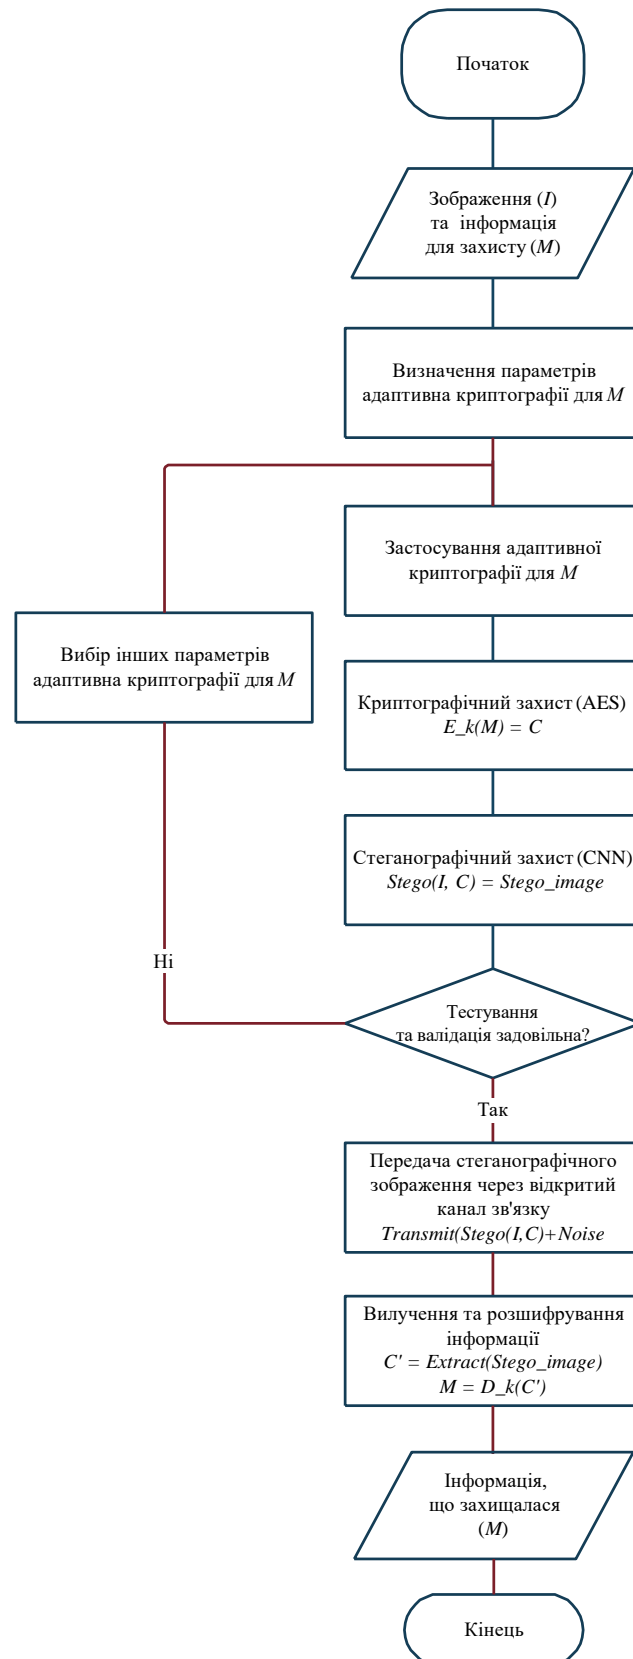 Початок
Зображення (I)
та інформація
для захисту (M)
Визначення параметрів
адаптивна криптографії для M
Застосування адаптивної
криптографії для M
Вибір інших параметрів
адаптивна криптографії для M
Криптографічний захист (AES)
E_k(M) = C
Стеганографічний захист (CNN)
Stego(I, C) = Stego_image
Ні
Тестування
та валідація задовільна?
Так
Передача стеганографічного
зображення через відкритий
канал зв'язку
Transmit(Stego(I,C)+Noise
Вилучення та розшифрування
інформації
C' = Extract(Stego_image)
M = D_k(C')
Інформація,
що захищалася
(M)
Кінець